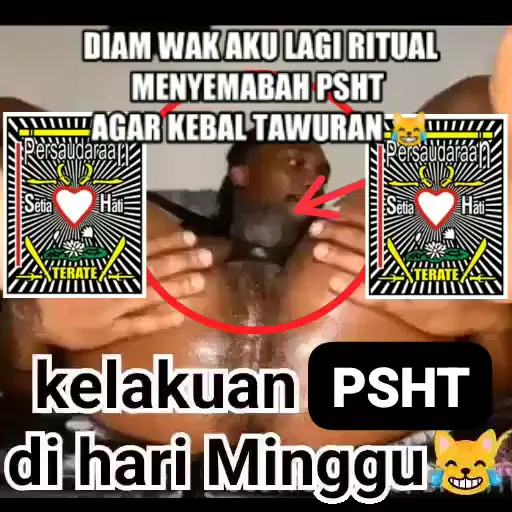 DIAM WAK AKU LAGI RITUAL
MENYEMABAH PSHT
AGAR KEBAL TAWURAN😹
Persaudaraan
Setia Hati
TERATE
Persaudaraan
Setia Hati
TERATE
kelakuan PSHT
di hari Minggu😹